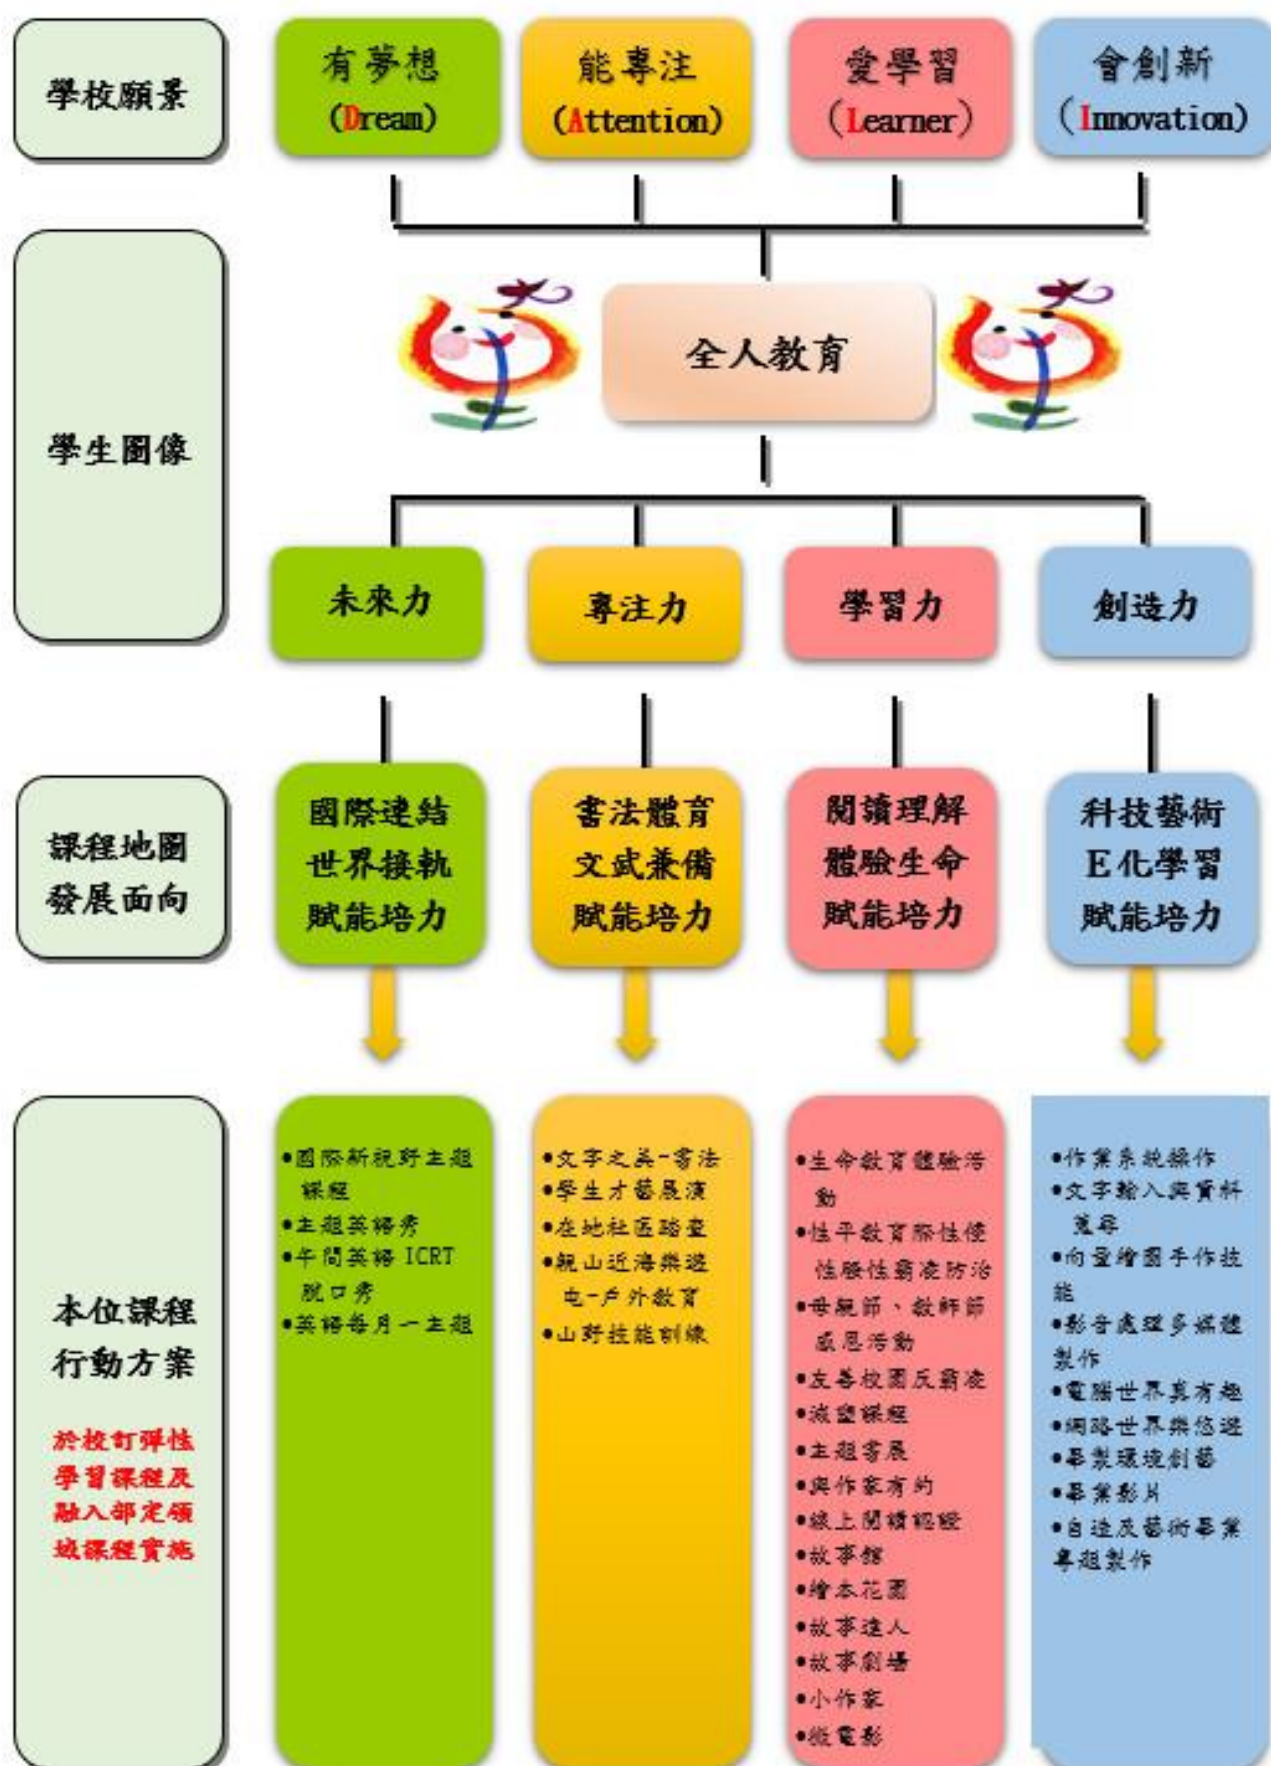 學校願景
有夢想
(Dream)
能專注
(Attention)
愛學習
(Learner)
會創新
(Innovation)
學生圖像
全人教育
未來力
專注力
學習力
創造力
課程地圖
發展面向
國際連結
世界接軌
賦能培力
書法體育
文武兼備
賦能培力
閱讀理解
體驗生命
賦能培力
科技藝術
E化學習
賦能培力
本位課程
行動方案
於校訂彈性
學習課程及
融入部定領
域課程實施
•國際新視野主題
課程
•主題英語秀
•午間英語 ICRT
脫口秀
•英語每月一主題
•文字之美-書法
•學生才藝展演
•在地社區踏查
•親山近海樂遊
屯-戶外教育
•山野技能訓練
•生命教育體驗活
動
•性平教育際性侵
性騷性霸凌防治
•母親節、教師節
感恩活動
•友善校園反霸凌
•減塑課程
•主題書展
•與作家有約
•線上閱讀認證
•故事館
•繪本花園
•故事達人
•故事劇場
•小作家
•微電影
•作業系統操作
•文字輸入與資料
蒐尋
•向量繪圖手作技
能
•影音處理多媒體
製作
•電腦世界真有趣
•網路世界樂悠遊
•畢製環境創藝
•畢業影片
•自造及藝術畢業
專題製作